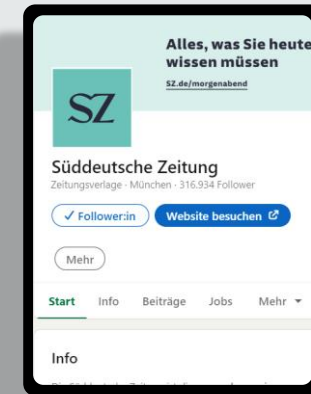 Alles, was Sie heute
wissen müssen
SZ.de/morgenabend
SZ
Süddeutsche Zeitung
Zeitungsverlage · München · 316.934 Follower
✓ Follower:in
Website besuchen
Mehr
Start Info Beiträge Jobs Mehr
Info